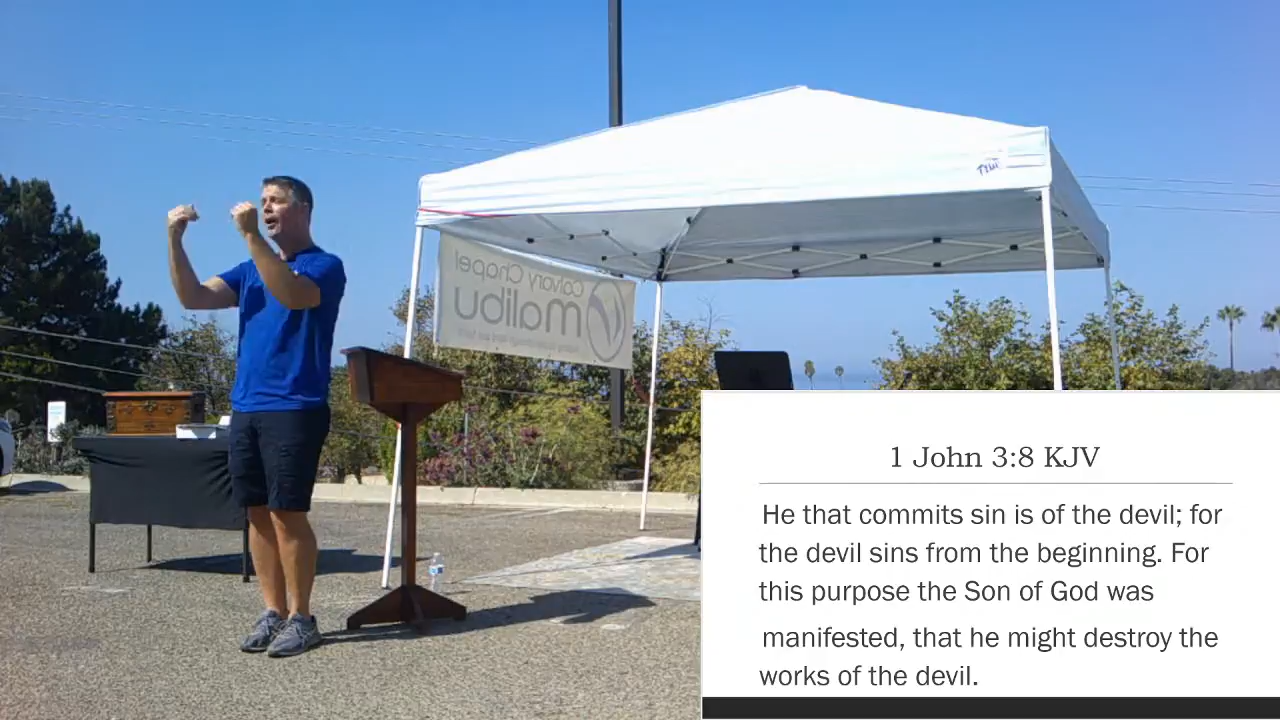 Calvary Chapel
Malibu
1 John 3:8 KJV
He that commits sin is of the devil; for
the devil sins from the beginning. For
this purpose the Son of God was
manifested, that he might destroy the
works of the devil.